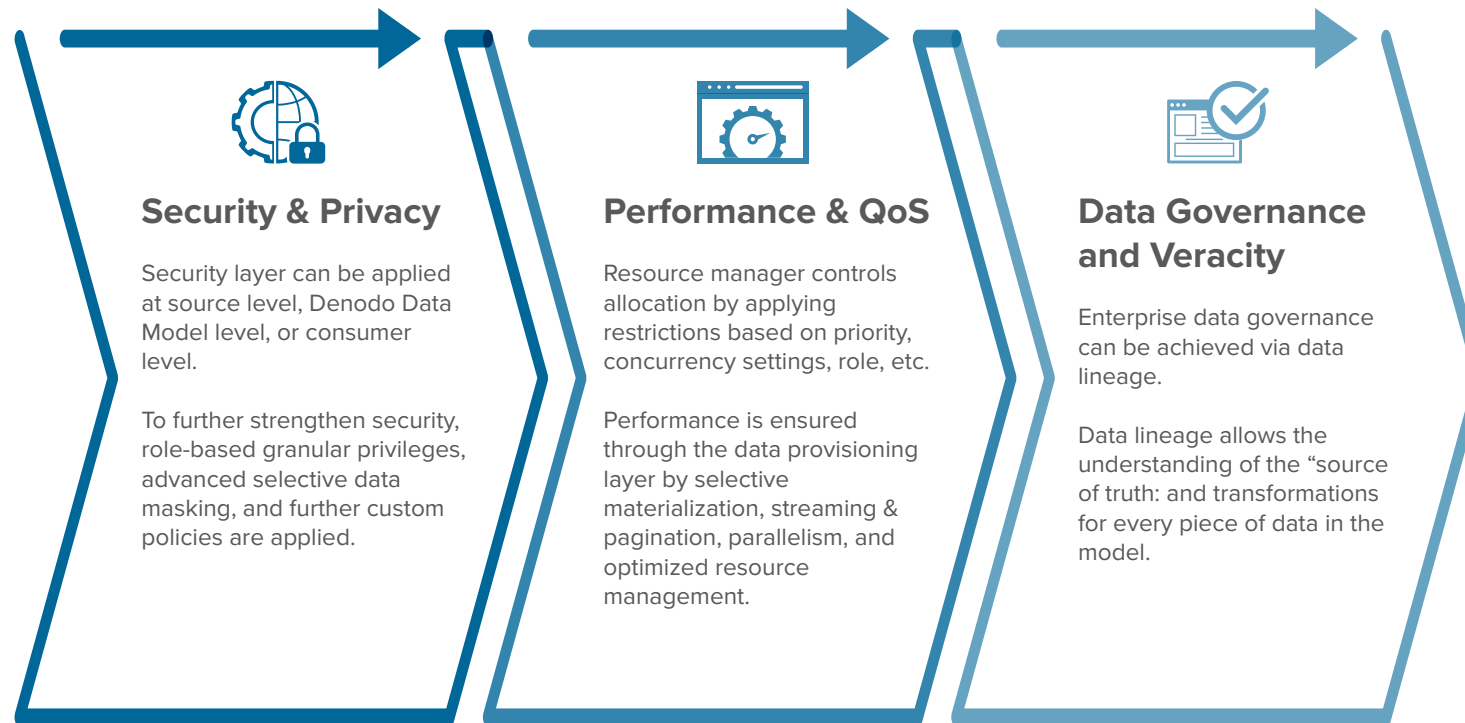 Security & Privacy
Security layer can be applied
at source level, Denodo Data
Model level, or consumer
level.
To further strengthen security,
role-based granular privileges,
advanced selective data
masking, and further custom
policies are applied.
Performance & QoS
Resource manager controls
allocation by applying
restrictions based on priority,
concurrency settings, role, etc.
Performance is ensured
through the data provisioning
layer by selective
materialization, streaming &
pagination, parallelism, and
optimized resource
management.
Data Governance
and Veracity
Enterprise data governance
can be achieved via data
lineage.
Data lineage allows the
understanding of the “source
of truth: and transformations
for every piece of data in the
model.